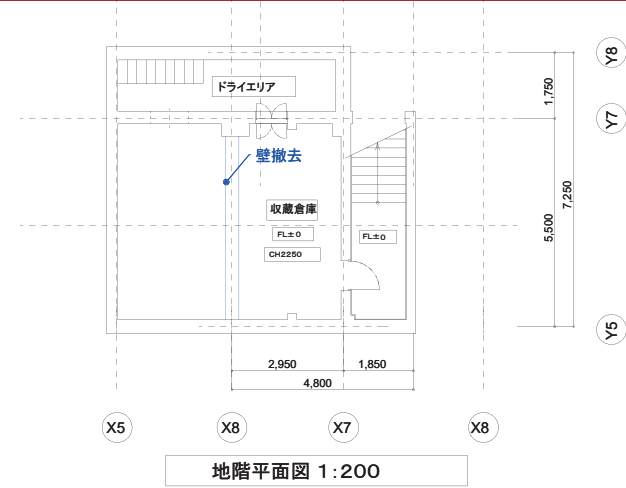 Y8
ドライエリア
1,750
Y7
壁撤去
7,250
収蔵倉庫
FL±0
FL±0
5,500
CH2250
Y5
2,950
1,850
4,800
X5
X8
X7
X8
地階平面図 1:200